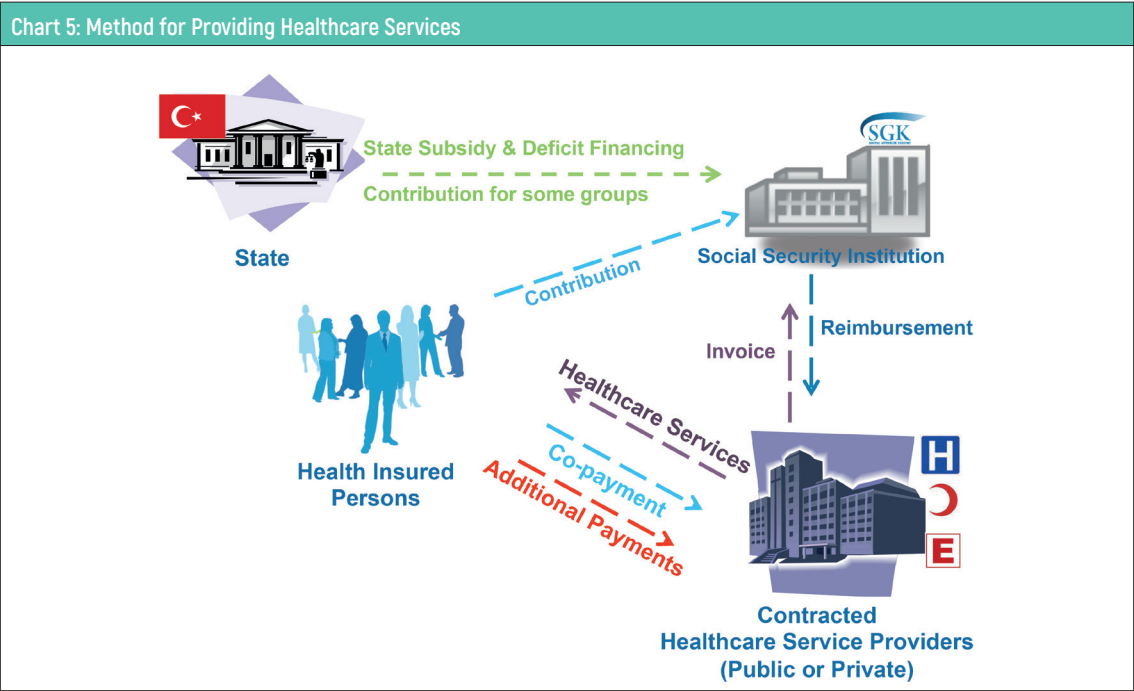 Chart 5: Method for Providing Healthcare Services
SGK
State Subsidy & Deficit Financing
Contribution for some groups
State
Social Security Institution
Contribution
Reimbursement
Invoice
Healthcare Services
Co-payment
Additional Payments
Health Insured
Persons
H
E
Contracted
Healthcare Service Providers
(Public or Private)